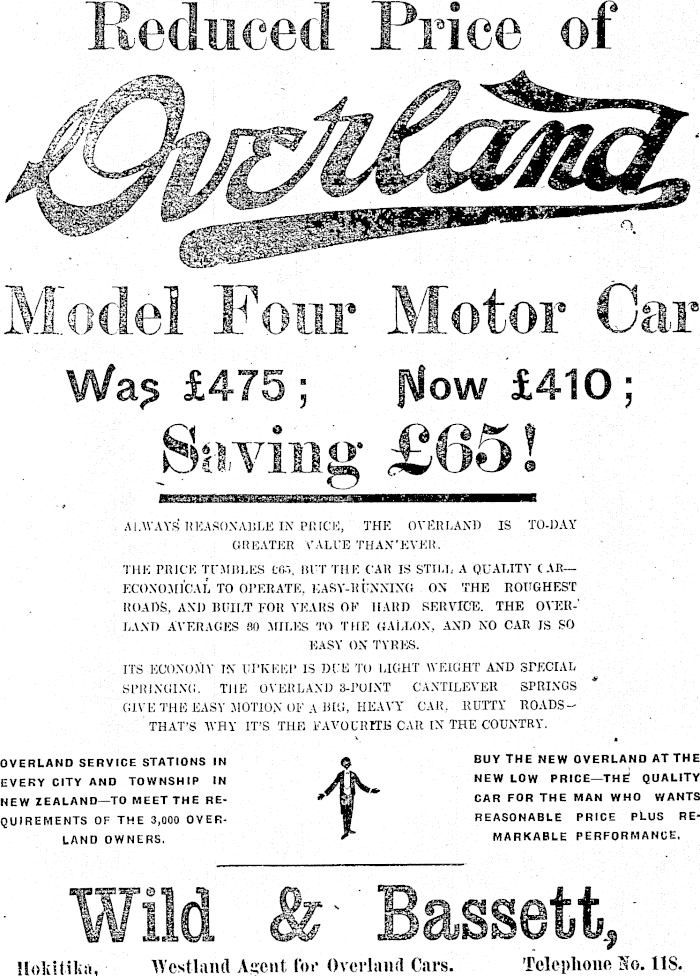 Reduced Price of
Overland
Model Four Motor Car
Was £475; Now £410;
Saving £65!
ALWAYS REASONABLE IN PRICE, THE OVERLAND IS TO-DAY
GREATER VALUE THAN EVER.
THE PRICE TUMBLES £65, BUT THE CAR IS STILL A QUALITY CAR—
ECONOMICAL TO OPERATE, EASY-RUNNING ON THE ROUGHEST
ROADS, AND BUILT FOR YEARS OF HARD SERVICE. THE OVER-
LAND AVERAGES 30 MILES TO THE GALLON, AND NO CAR IS SO
EASY ON TYRES.
ITS ECONOMY IN UPKEEP IS DUE TO LIGHT WEIGHT AND SPECIAL
SPRINGING. THE OVERLAND 3-POINT CANTILEVER SPRINGS
GIVE THE EASY MOTION OF A BIG, HEAVY CAR. RUTTY ROADS—
THAT'S WHY IT'S THE FAVOURITE CAR IN THE COUNTRY.
OVERLAND SERVICE STATIONS IN
EVERY CITY AND TOWNSHIP IN
NEW ZEALAND—TO MEET THE RE-
QUIREMENTS OF THE 3,000 OVER-
LAND OWNERS.
BUY THE NEW OVERLAND AT THE
NEW LOW PRICE—THE QUALITY
CAR FOR THE MAN WHO WANTS
REASONABLE PRICE PLUS RE-
MARKABLE PERFORMANCE.
Wild & Bassett,
Hokitika, Westland Agent for Overland Cars. Telephone No. 118.